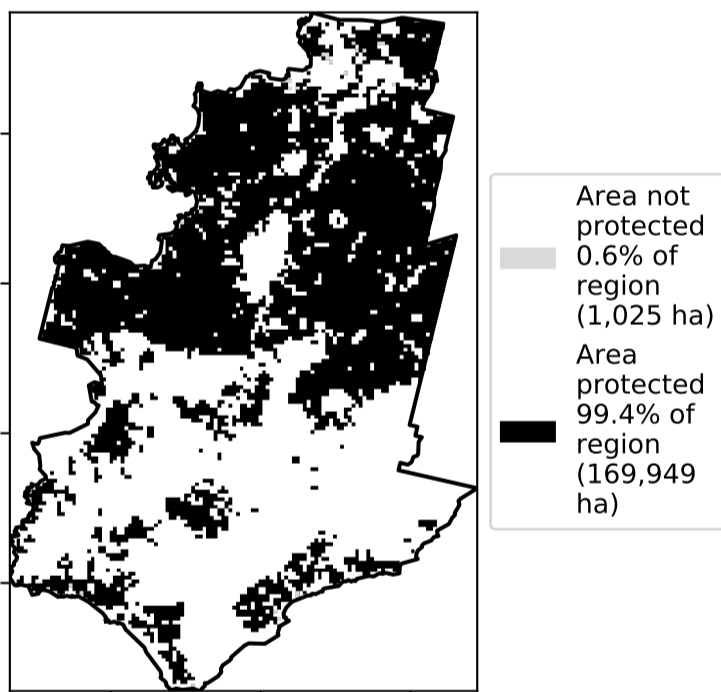 Area not
protected
0.6% of
region
(1,025 ha)
Area
protected
99.4% of
region
(169,949
ha)